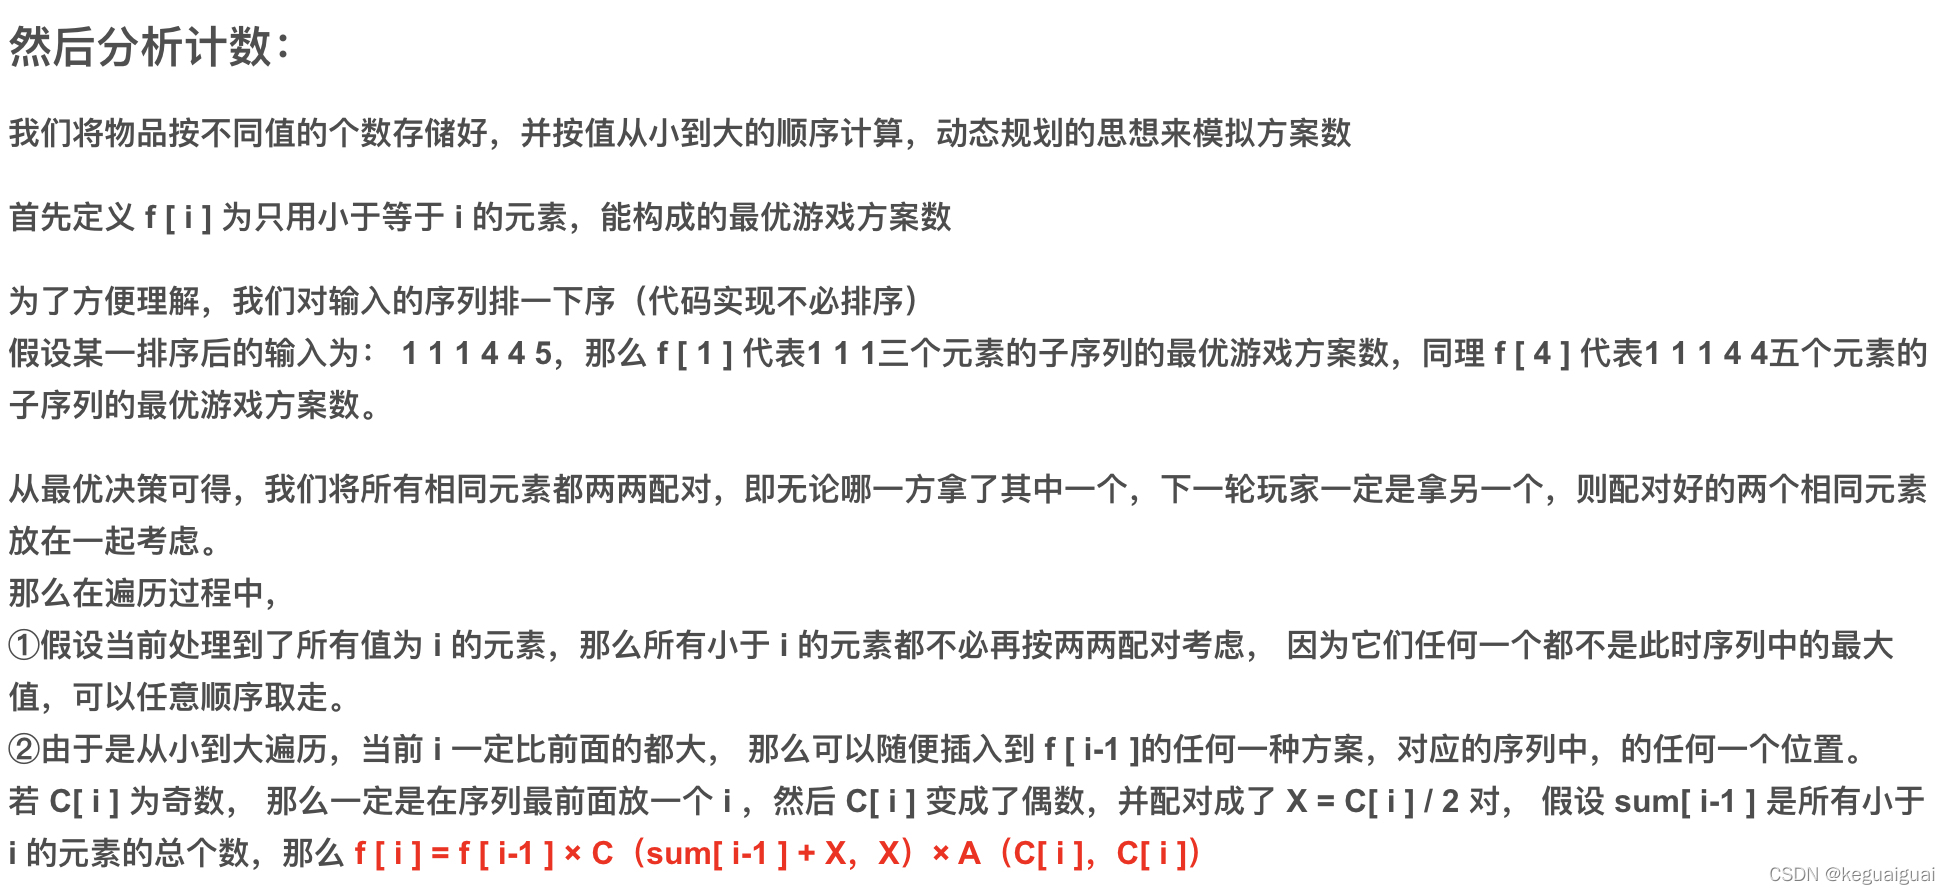 然后分析计数：
我们将物品按不同值的个数存储好，并按值从小到大的顺序计算，动态规划的思想来模拟方案数
首先定义 f [ i ] 为只用小于等于 i 的元素，能构成的最优游戏方案数
为了方便理解，我们对输入的序列排一下序（代码实现不必排序）
假设某一排序后的输入为： 1 1 1 4 4 5，那么 f [ 1 ] 代表1 1 1三个元素的子序列的最优游戏方案数，同理 f [ 4 ] 代表1 1 1 4 4五个元素的
子序列的最优游戏方案数。
从最优决策可得，我们将所有相同元素都两两配对，即无论哪一方拿了其中一个，下一轮玩家一定是拿另一个，则配对好的两个相同元素
放在一起考虑。
那么在遍历过程中，
①假设当前处理到了所有值为 i 的元素，那么所有小于 i 的元素都不必再按两两配对考虑， 因为它们任何一个都不是此时序列中的最大
值，可以任意顺序取走。
②由于是从小到大遍历，当前 i 一定比前面的都大， 那么可以随便插入到 f [ i-1 ]的任何一种方案，对应的序列中，的任何一个位置。
若 C[ i ] 为奇数， 那么一定是在序列最前面放一个 i ，然后 C[ i ] 变成了偶数，并配对成了 X = C[ i ] / 2 对， 假设 sum[ i-1 ] 是所有小于
i 的元素的总个数，那么 f [ i ] = f [ i-1 ] × C（sum[ i-1 ] + X，X）× A（C[ i ]，C[ i ]）
CSDN @keguaiguai